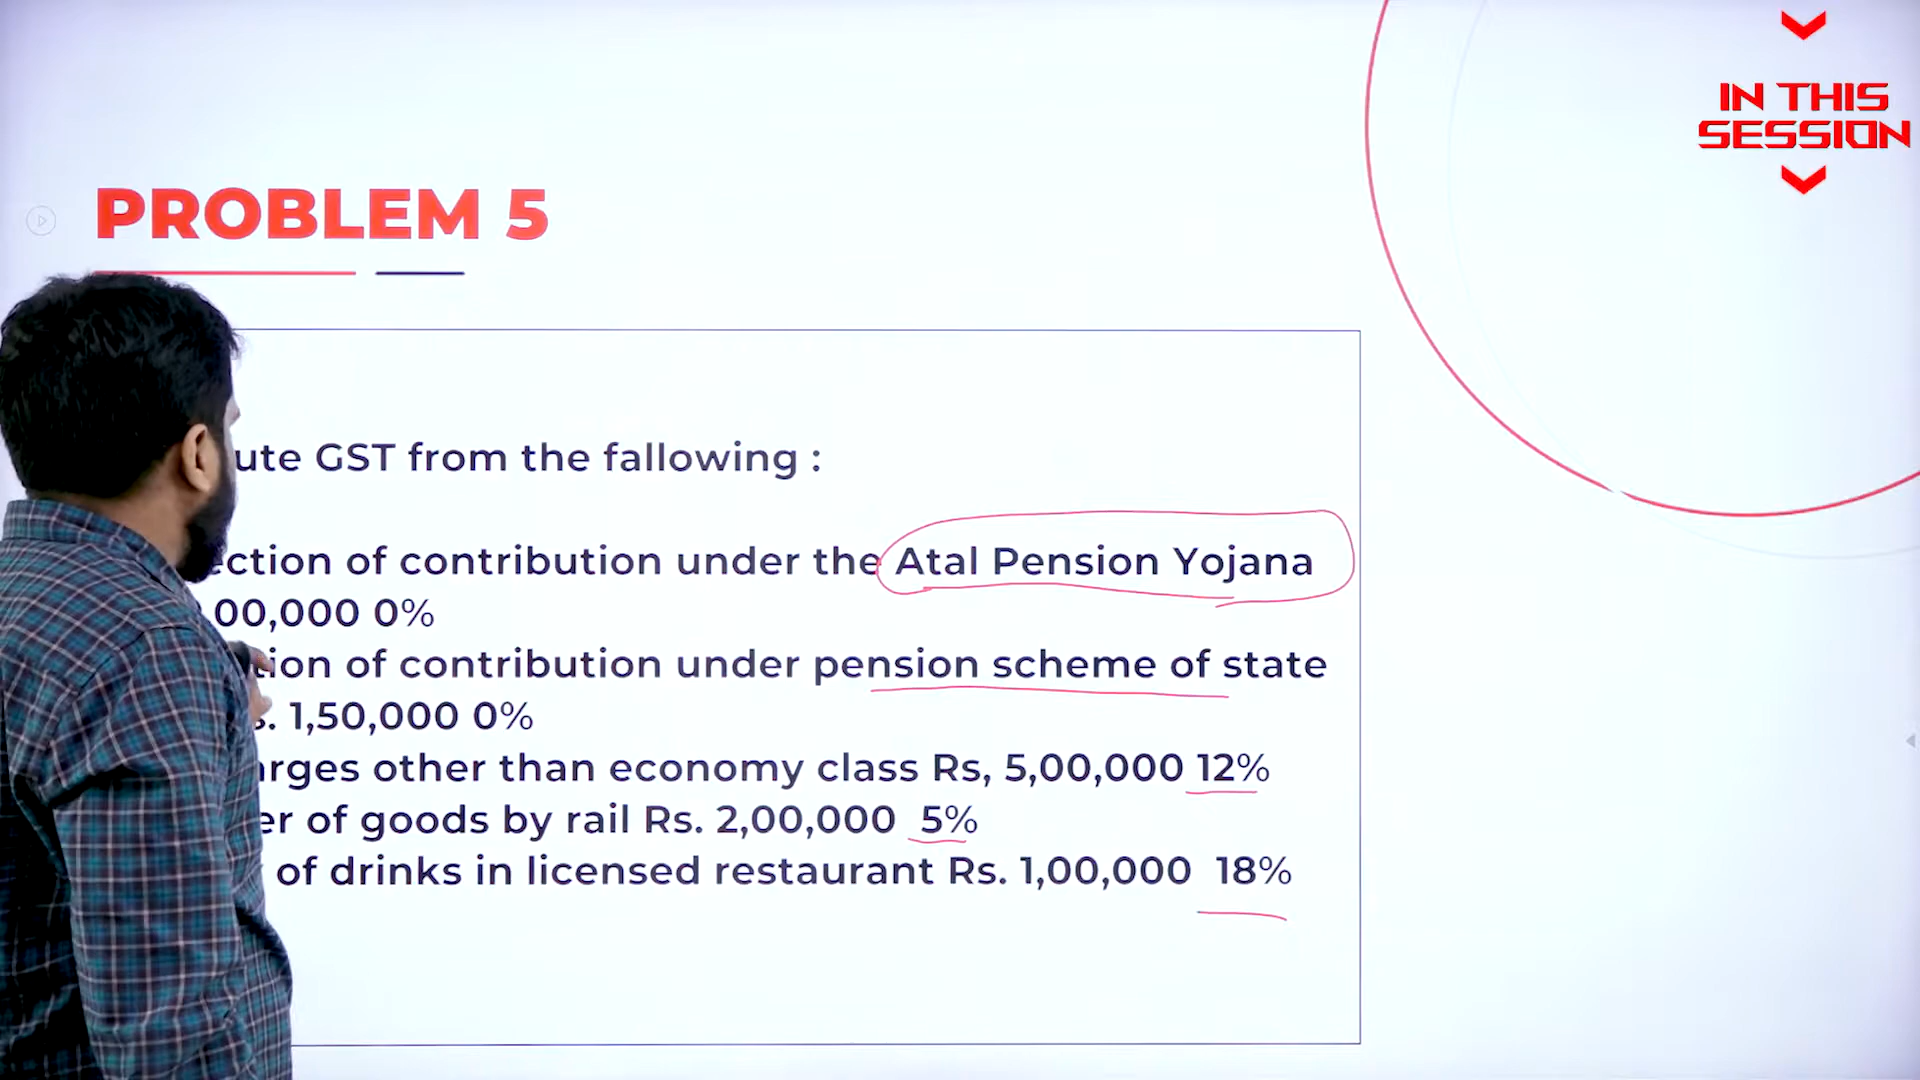 IN THIS
SESSION
PROBLEM 5
ute GST from the fallowing :
ction of contribution under the Atal Pension Yojana
00,000 0%
tion of contribution under pension scheme of state
s. 1,50,000 0%
arges other than economy class Rs, 5,00,000 12%
er of goods by rail Rs. 2,00,000 5%
of drinks in licensed restaurant Rs. 1,00,000 18%